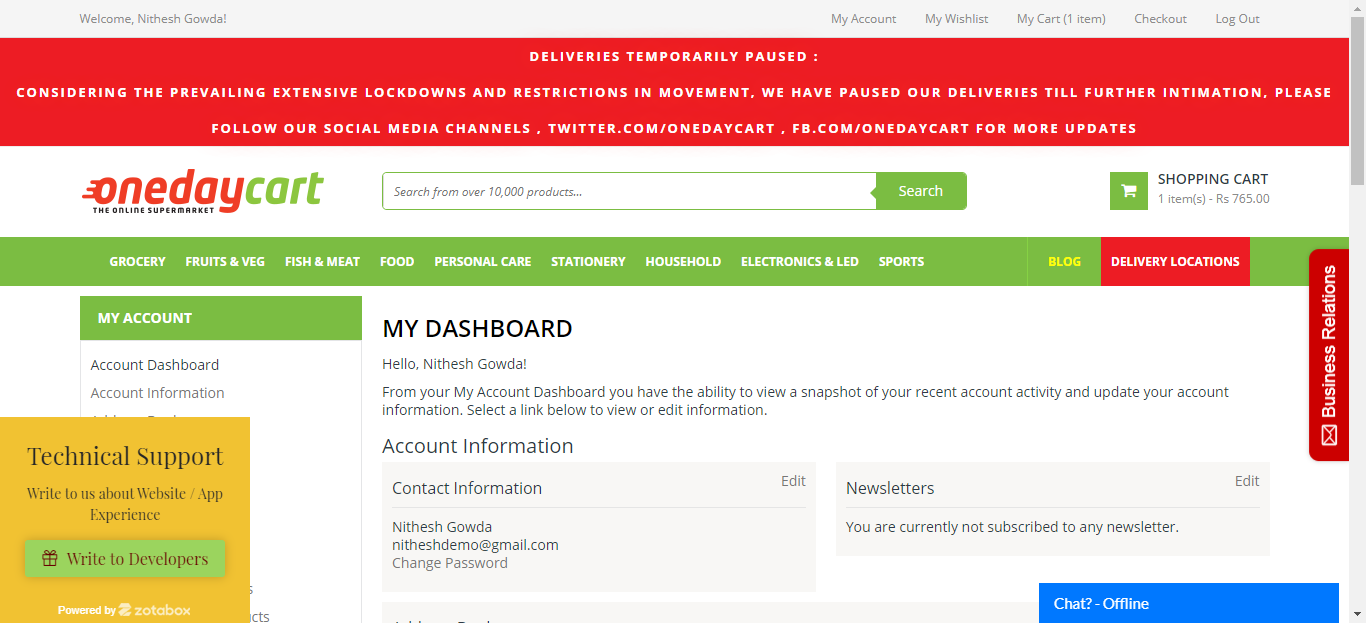 Welcome, Nithesh Gowda!
My Account My Wishlist My Cart (1 item) Checkout Log Out
DELIVERIES TEMPORARILY PAUSED :
CONSIDERING THE PREVAILING EXTENSIVE LOCKDOWNS AND RESTRICTIONS IN MOVEMENT, WE HAVE PAUSED OUR DELIVERIES TILL FURTHER INTIMATION, PLEASE
FOLLOW OUR SOCIAL MEDIA CHANNELS , TWITTER.COM/ONEDAYCART , FB.COM/ONEDAYCART FOR MORE UPDATES
onedaycart
THE ONLINE SUPERMARKET
Search from over 10,000 products...
Search
SHOPPING CART
1 item(s) - Rs 765.00
GROCERY FRUITS & VEG FISH & MEAT FOOD PERSONAL CARE STATIONERY HOUSEHOLD ELECTRONICS & LED SPORTS BLOG DELIVERY LOCATIONS
Business Relations
MY ACCOUNT
Account Dashboard
Account Information
MY DASHBOARD
Hello, Nithesh Gowda!
From your My Account Dashboard you have the ability to view a snapshot of your recent account activity and update your account
information. Select a link below to view or edit information.
Account Information
Contact Information
Edit
Nithesh Gowda
nitheshdemo@gmail.com
Change Password
Newsletters
Edit
You are currently not subscribed to any newsletter.
Technical Support
Write to us about Website / App
Experience
Write to Developers
Powered by zotabox
Chat? - Offline